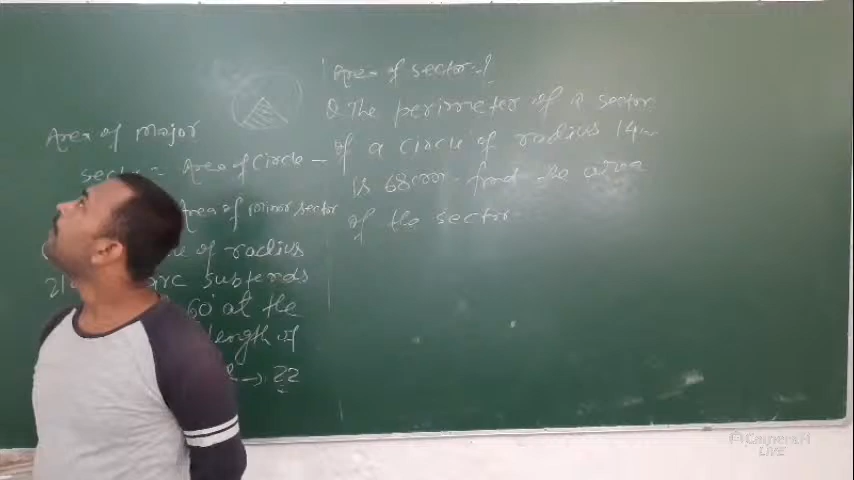 Area of major
sector = Area of Circle -
Area of minor sector
of radius
21 arc subtends
60° at the
length of
→ 22
Area of sector :-
Q The perimeter of a sector
of a circle of radius 14cm
is 68cm. find the area
of the sector.
CameraFi
LIVE